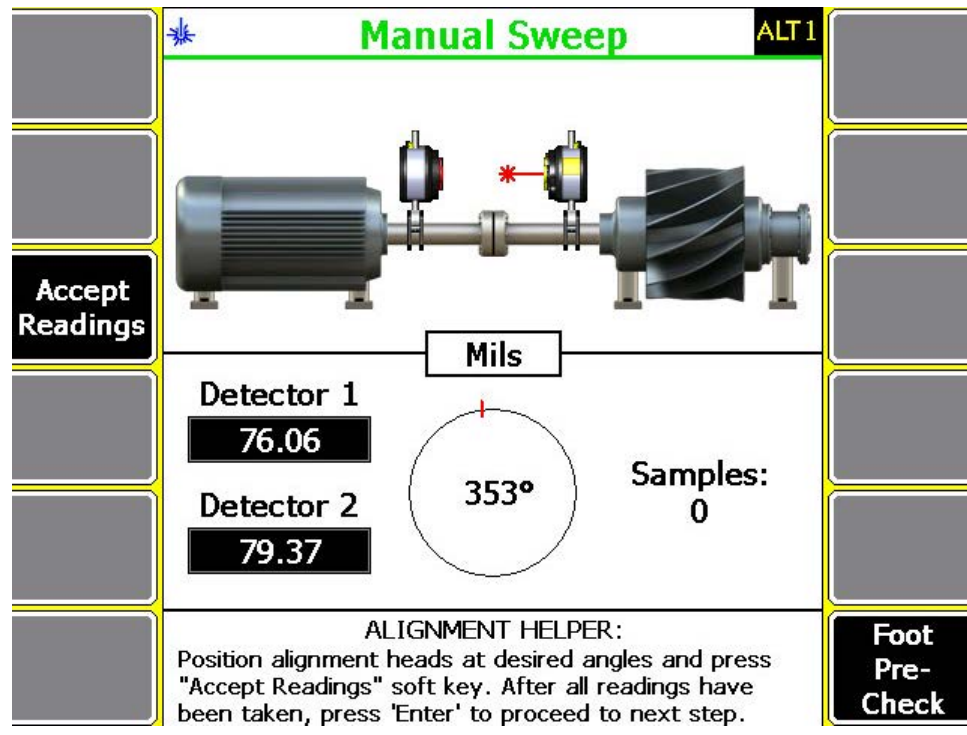 Manual Sweep
ALT1
Accept
Readings
Mils
Detector 1
76.06
Detector 2
79.37
353°
Samples:
0
ALIGNMENT HELPER:
Position alignment heads at desired angles and press
"Accept Readings" soft key. After all readings have
been taken, press 'Enter' to proceed to next step.
Foot
Pre-
Check